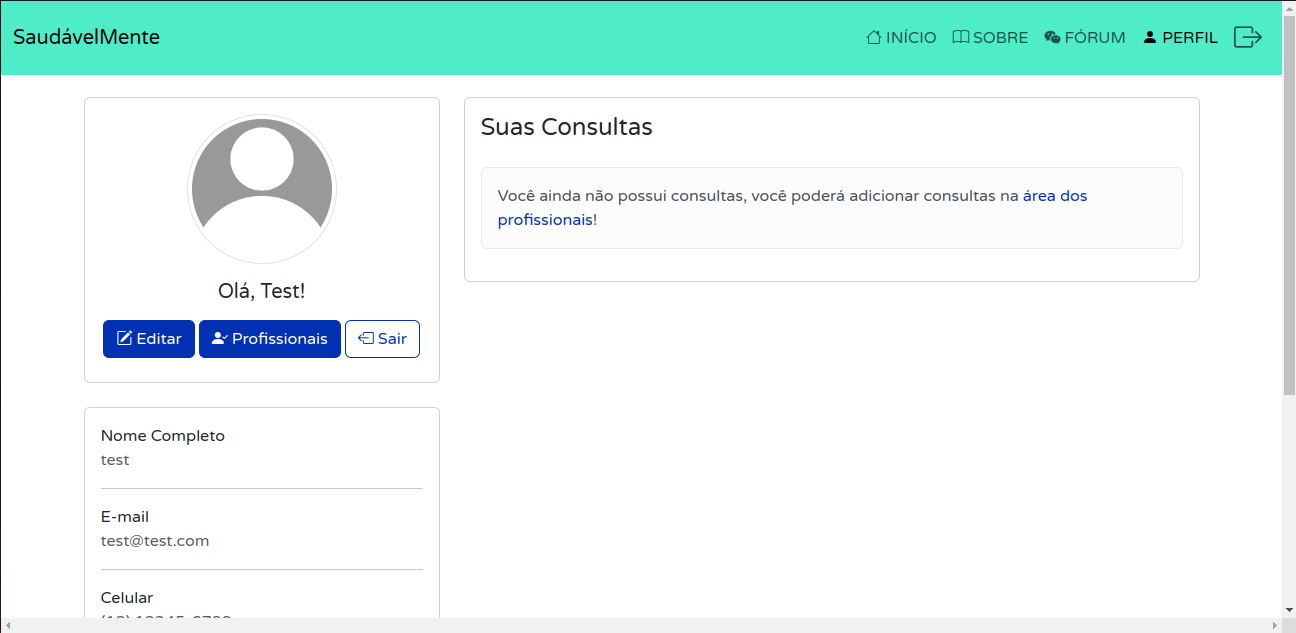 SaudávelMente
INÍCIO SOBRE FÓRUM PERFIL
Olá, Test!
Editar Profissionais Sair
Nome Completo
test
E-mail
test@test.com
Celular
Suas Consultas
Você ainda não possui consultas, você poderá adicionar consultas na área dos
profissionais!